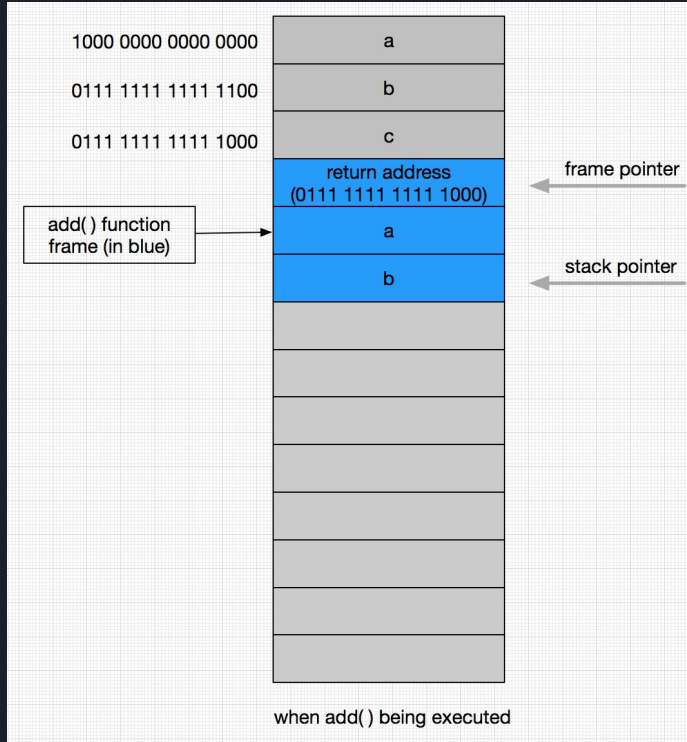 1000 0000 0000 0000
a
0111 1111 1111 1100
b
0111 1111 1111 1000
c
return address
(0111 1111 1111 1000)
frame pointer
add( ) function
frame (in blue)
a
b
stack pointer
when add( ) being executed